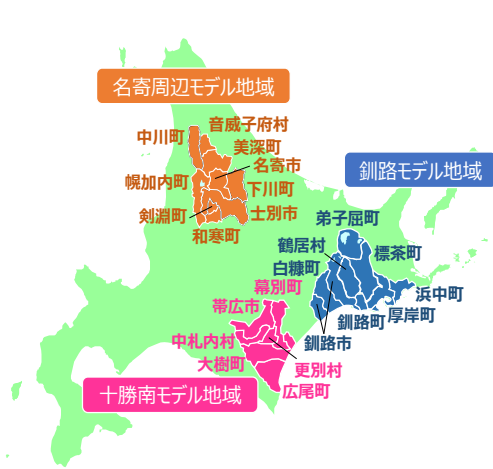 名寄周辺モデル地域
音威子府村
中川町
美深町
名寄市
幌加内町
下川町
剣淵町
士別市
和寒町
釧路モデル地域
弟子屈町
鶴居村
標茶町
白糠町
浜中町
厚岸町
釧路町
釧路市
幕別町
帯広市
中札内村
大樹町
更別村
広尾町
十勝南モデル地域